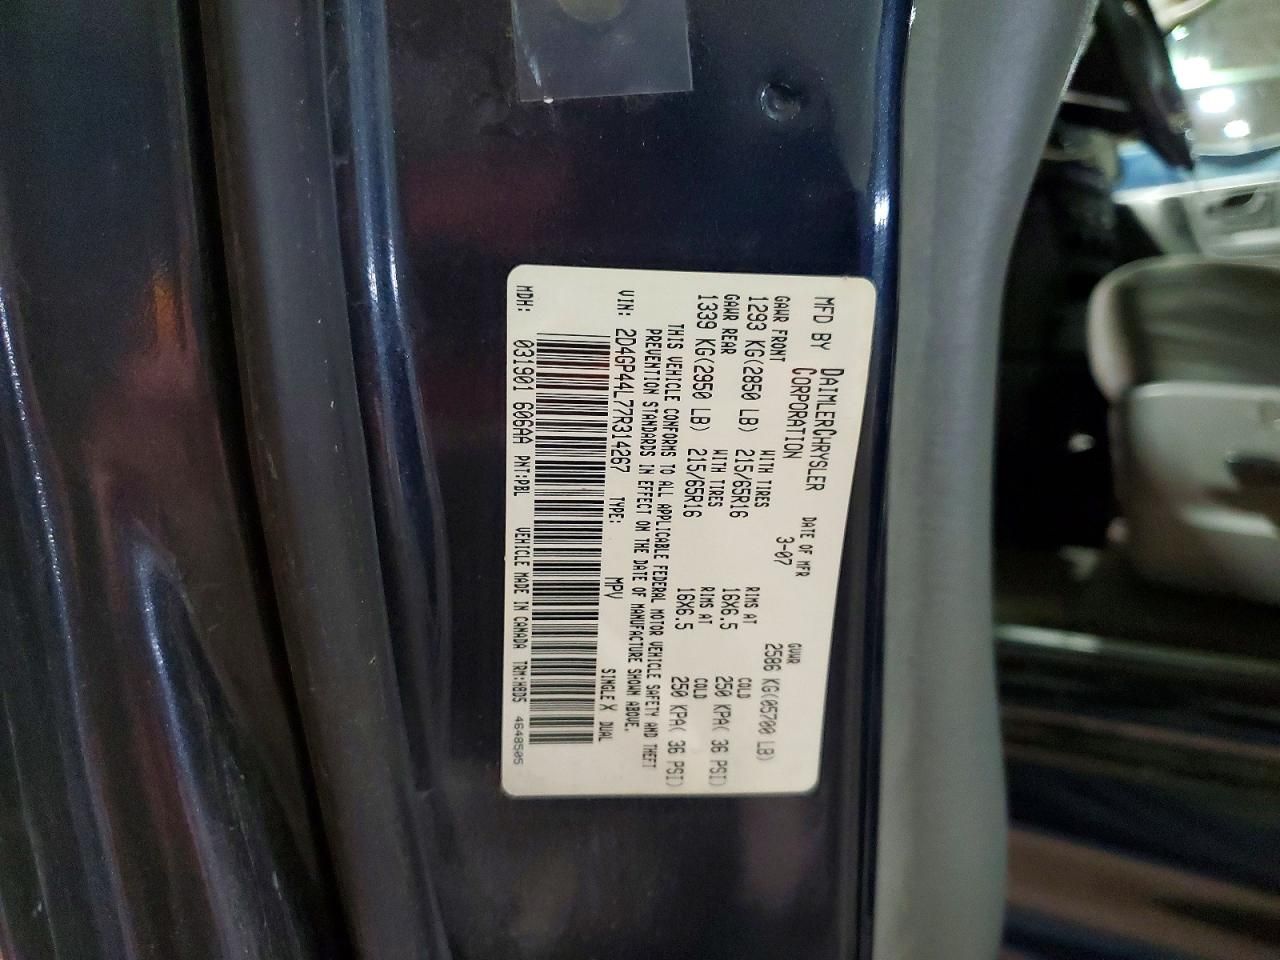 MFD BY DAIMLERCHRYSLER CORPORATION
DATE OF MFR 3-07
GVWR 2586 KG(05700 LB)
GAWR FRONT WITH TIRES RIMS AT COLD
1293 KG(2850 LB) 215/65R16 16X6.5 250 KPA( 36 PSI)
GAWR REAR WITH TIRES RIMS AT COLD
1339 KG(2950 LB) 215/65R16 16X6.5 250 KPA( 36 PSI)
THIS VEHICLE CONFORMS TO ALL APPLICABLE FEDERAL MOTOR VEHICLE SAFETY AND THEFT
PREVENTION STANDARDS IN EFFECT ON THE DATE OF MANUFACTURE SHOWN ABOVE.
VIN: 2D4GP44L77R314267 TYPE: MPV SINGLE X DUAL
MDH: 031901 606AA PNT:PBL VEHICLE MADE IN CANADA TRM:H8D5 4648505